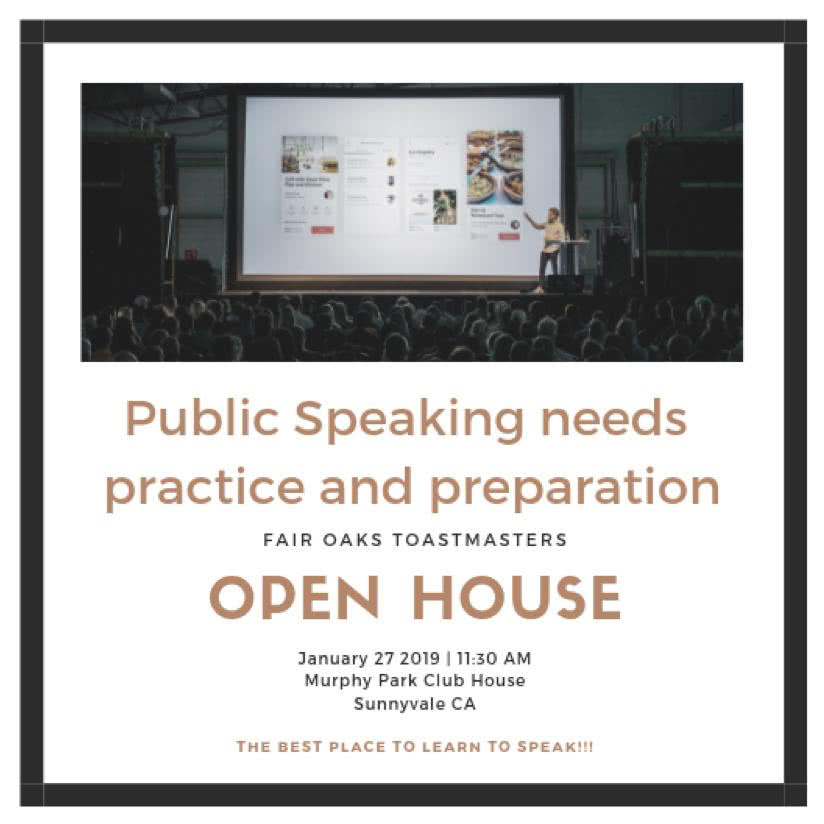 Public Speaking needs
practice and preparation
FAIR OAKS TOASTMASTERS
OPEN HOUSE
January 27 2019 | 11:30 AM
Murphy Park Club House
Sunnyvale CA
THE BEST PLACE TO LEARN TO SPEAK!!!